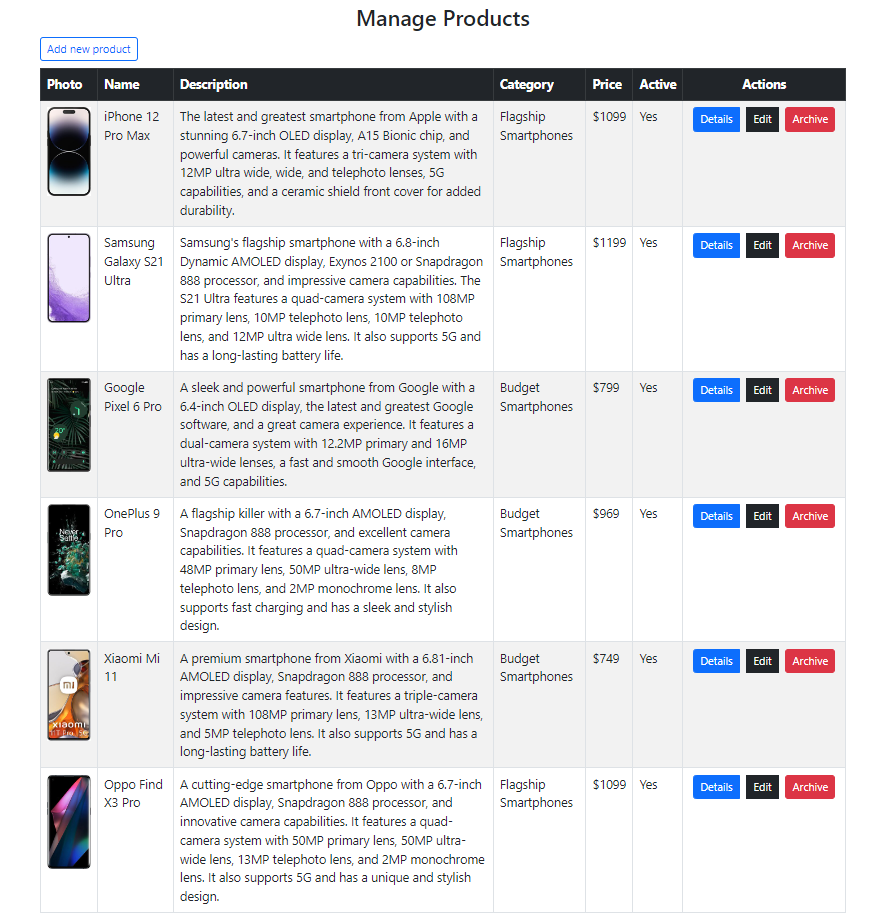 Manage Products
Add new product
Photo Name Description Category Price Active Actions
iPhone 12
Pro Max
The latest and greatest smartphone from Apple with a
stunning 6.7-inch OLED display, A15 Bionic chip, and
powerful cameras. It features a tri-camera system with
12MP ultra wide, wide, and telephoto lenses, 5G
capabilities, and a ceramic shield front cover for added
durability.
Flagship
Smartphones
$1099
Yes
Details Edit Archive
Samsung
Galaxy S21
Ultra
Samsung's flagship smartphone with a 6.8-inch
Dynamic AMOLED display, Exynos 2100 or Snapdragon
888 processor, and impressive camera capabilities. The
S21 Ultra features a quad-camera system with 108MP
primary lens, 10MP telephoto lens, 10MP telephoto
lens, and 12MP ultra wide lens. It also supports 5G and
has a long-lasting battery life.
Flagship
Smartphones
$1199
Yes
Details Edit Archive
Google
Pixel 6 Pro
A sleek and powerful smartphone from Google with a
6.4-inch OLED display, the latest and greatest Google
software, and a great camera experience. It features a
dual-camera system with 12.2MP primary and 16MP
ultra-wide lenses, a fast and smooth Google interface,
and 5G capabilities.
Budget
Smartphones
$799
Yes
Details Edit Archive
Never
Settle
OnePlus 9
Pro
A flagship killer with a 6.7-inch AMOLED display,
Snapdragon 888 processor, and excellent camera
capabilities. It features a quad-camera system with
48MP primary lens, 50MP ultra-wide lens, 8MP
telephoto lens, and 2MP monochrome lens. It also
supports fast charging and has a sleek and stylish
design.
Budget
Smartphones
$969
Yes
Details Edit Archive
mi
xiaomi
Xiaomi Mi
11
A premium smartphone from Xiaomi with a 6.81-inch
AMOLED display, Snapdragon 888 processor, and
impressive camera features. It features a triple-camera
system with 108MP primary lens, 13MP ultra-wide lens,
and 5MP telephoto lens. It also supports 5G and has a
long-lasting battery life.
Budget
Smartphones
$749
Yes
Details Edit Archive
Oppo Find
X3 Pro
A cutting-edge smartphone from Oppo with a 6.7-inch
AMOLED display, Snapdragon 888 processor, and
innovative camera capabilities. It features a quad-
camera system with 50MP primary lens, 50MP ultra-
wide lens, 13MP telephoto lens, and 2MP monochrome
lens. It also supports 5G and has a unique and stylish
design.
Flagship
Smartphones
$1099
Yes
Details Edit Archive